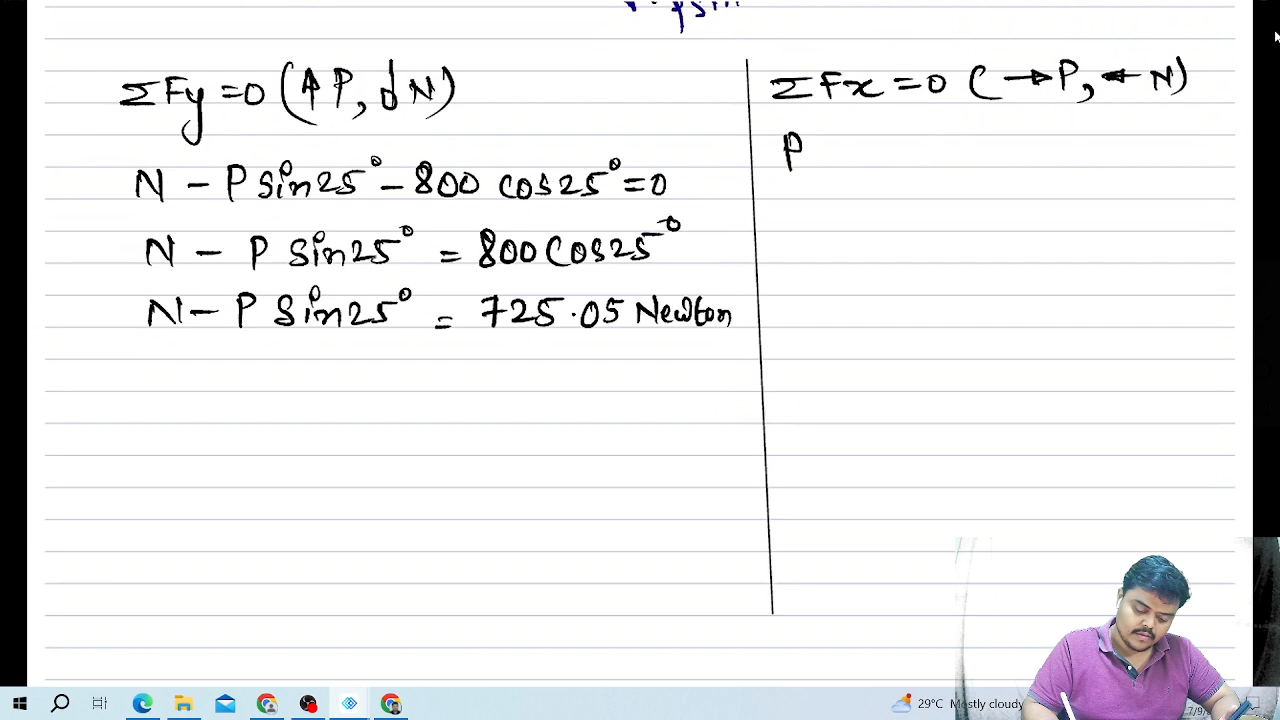 ΣFy =0 (↑P, ↓N)
N - P sin25° - 800 cos25° =0
N - P sin25° = 800 cos25°
N - P sin25° = 725.05 Newton
ΣFx =0 (→P, ←N)
P
29°C Mostly cloudy